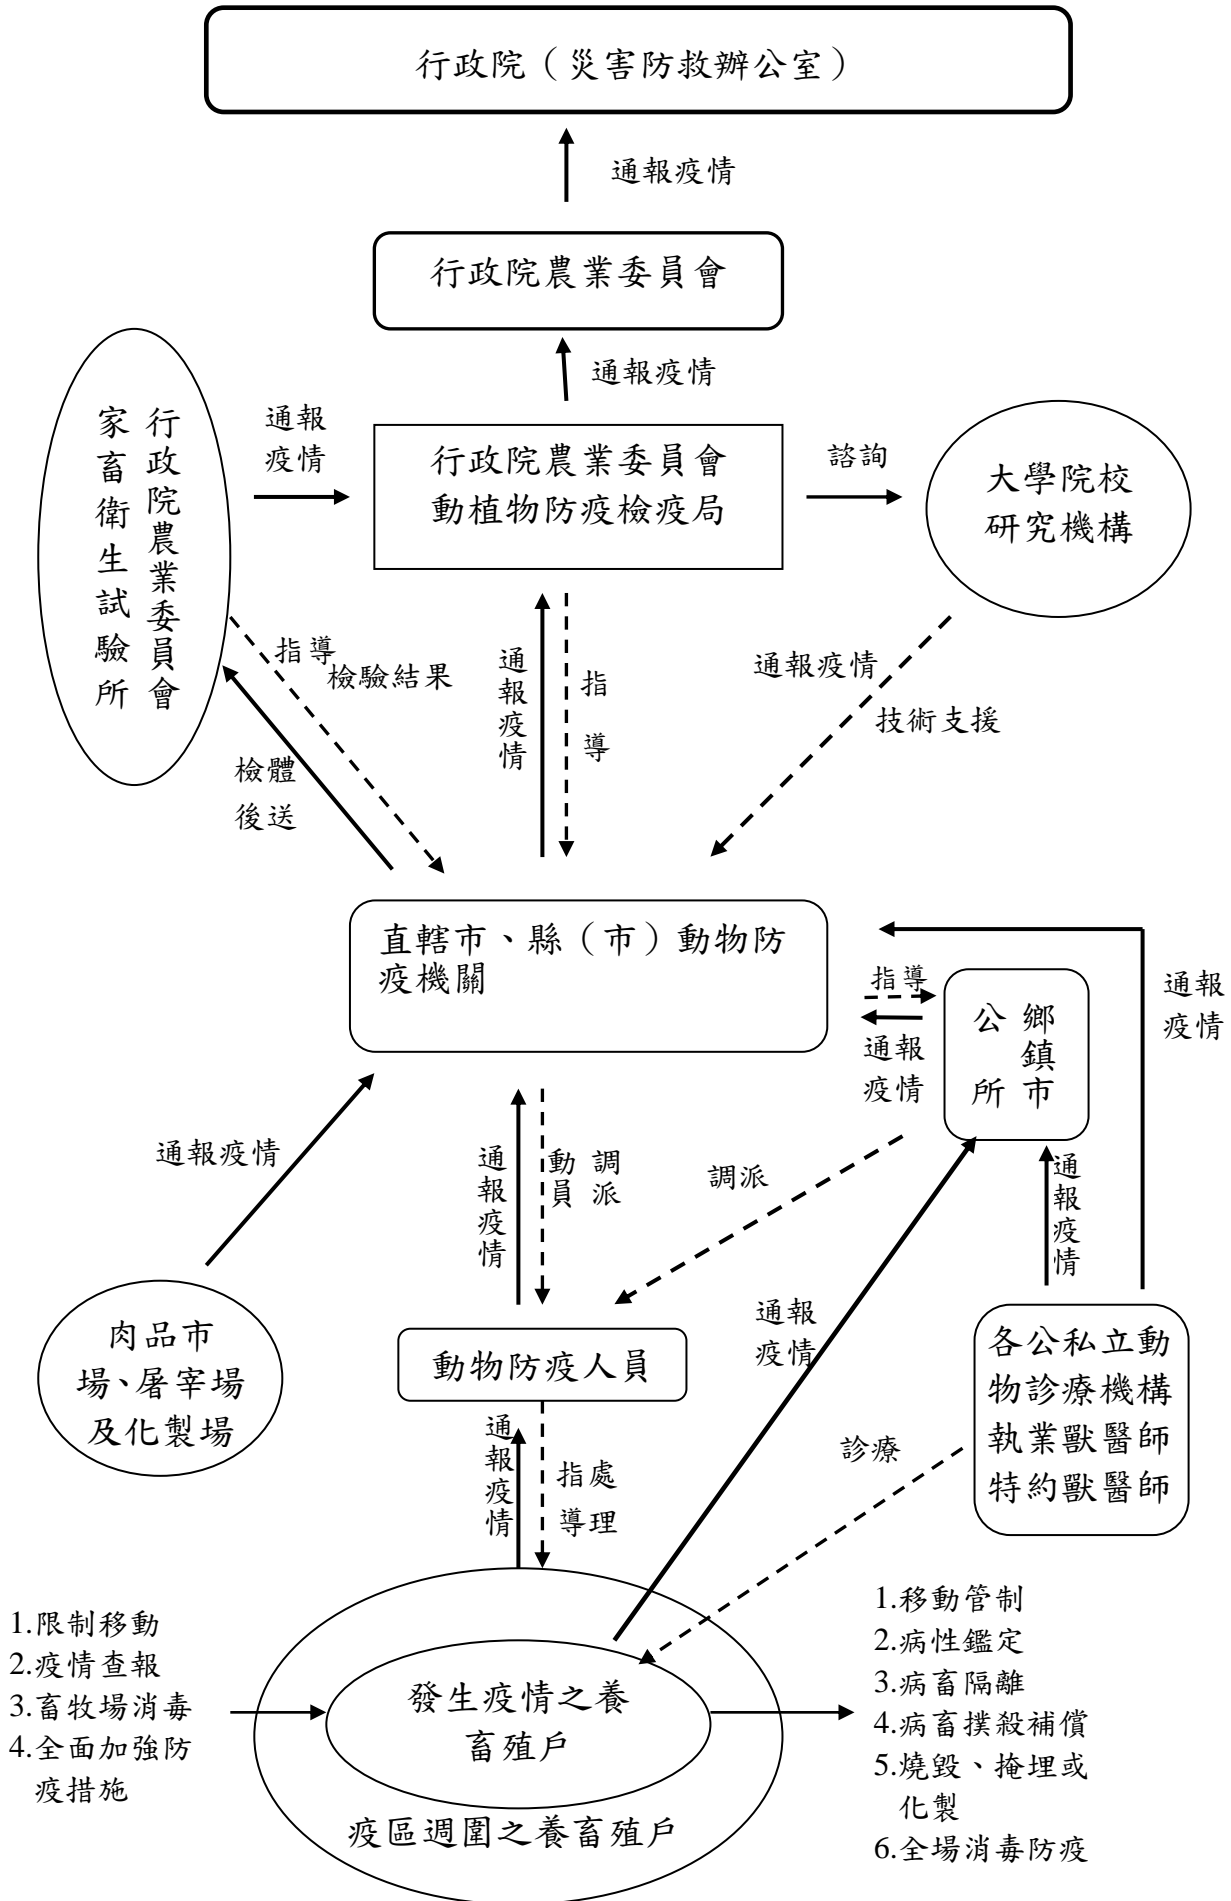 行政院（災害防救辦公室）
通報疫情
行政院農業委員會
通報疫情
行政院農業委員會
家畜衛生試驗所
通報
疫情
行政院農業委員會
動植物防疫檢疫局
諮詢
大學院校
研究機構
指導
檢驗結果
檢體
後送
通報疫情
指導
通報疫情
技術支援
直轄市、縣（市）動物防
疫機關
指導
通報
疫情
鄉鎮市
公所
通報
疫情
通報疫情
通報疫情
動員
調派
調派
通報疫情
肉品市
場、屠宰場
及化製場
動物防疫人員
通報
疫情
各公私立動
物診療機構
執業獸醫師
特約獸醫師
通報疫情
指處
導理
診療
1.限制移動
2.疫情查報
3.畜牧場消毒
4.全面加強防
疫措施
發生疫情之養
畜殖戶
疫區週圍之養畜殖戶
1.移動管制
2.病性鑑定
3.病畜隔離
4.病畜撲殺補償
5.燒毀、掩埋或
化製
6.全場消毒防疫